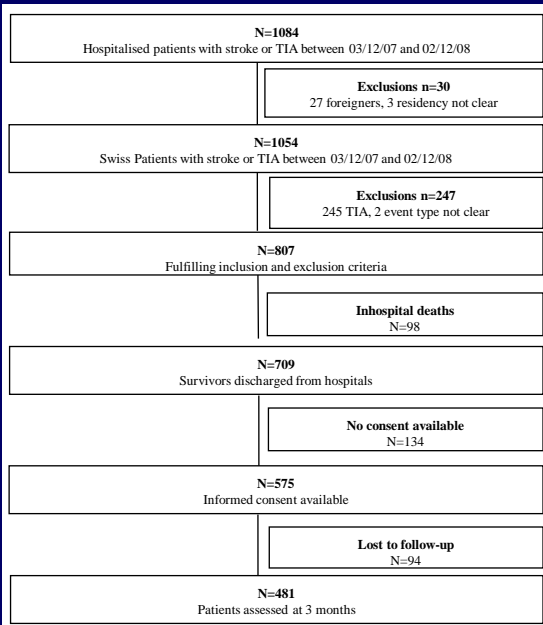 N=1084
Hospitalised patients with stroke or TIA between 03/12/07 and 02/12/08
Exclusions n=30
27 foreigners, 3 residency not clear
N=1054
Swiss Patients with stroke or TIA between 03/12/07 and 02/12/08
Exclusions n=247
245 TIA, 2 event type not clear
N=807
Fulfilling inclusion and exclusion criteria
Inhospital deaths
N=98
N=709
Survivors discharged from hospitals
No consent available
N=134
N=575
Informed consent available
Lost to follow-up
N=94
N=481
Patients assessed at 3 months